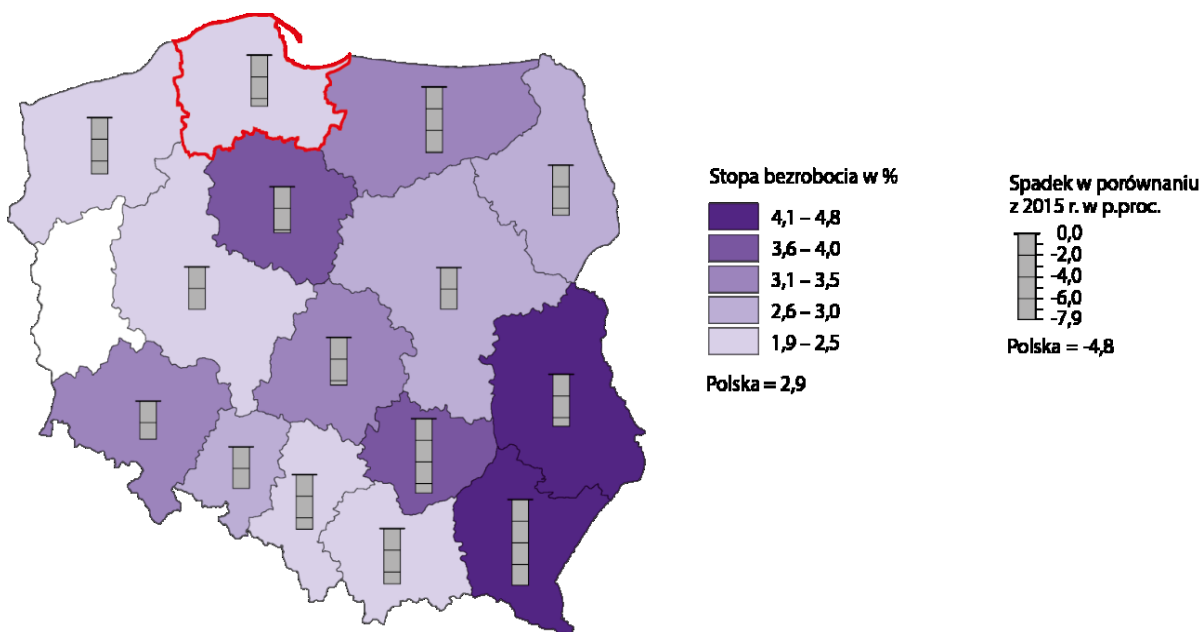 Stopa bezrobocia w %
4,1 – 4,8
3,6 – 4,0
3,1 – 3,5
2,6 – 3,0
1,9 – 2,5
Polska = 2,9
Spadek w porównaniu
z 2015 r. w p.proc.
0,0
-2,0
-4,0
-6,0
-7,9
Polska = -4,8